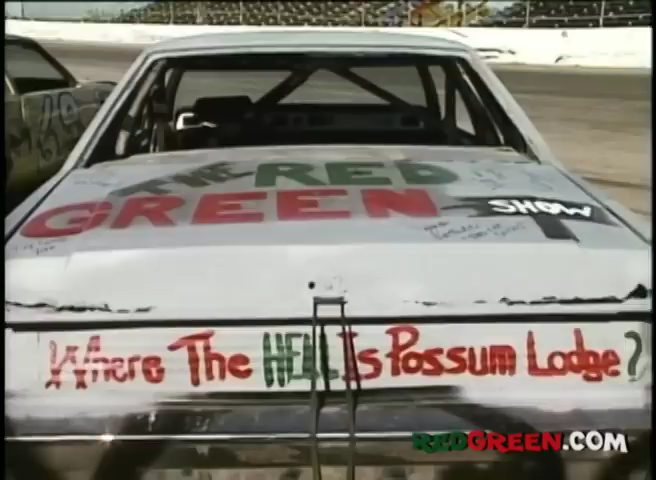 THE RED
GREEN SHOW
Where The HELL Is Possum Lodge?
REDGREEN.COM